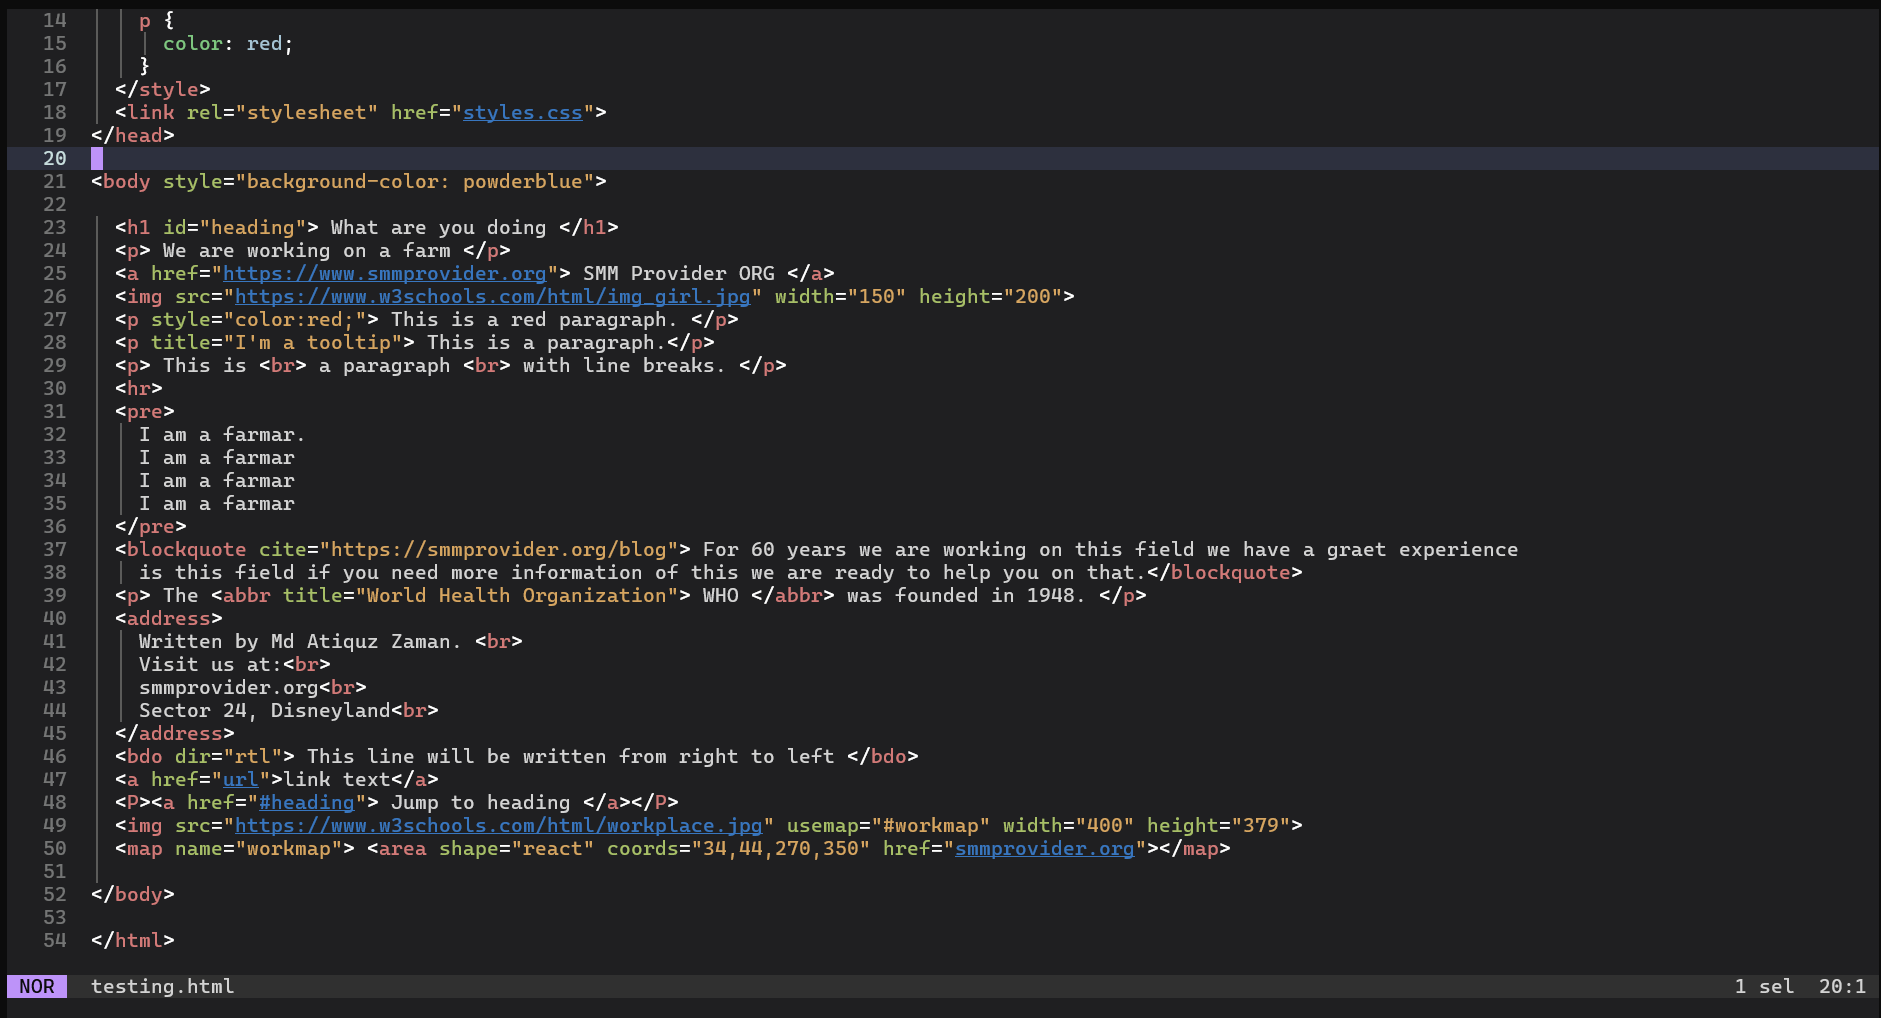 14 p {
15 color: red;
16 }
17 </style>
18 <link rel="stylesheet" href="styles.css">
19 </head>
20
21 <body style="background-color: powderblue">
22
23 <h1 id="heading"> What are you doing </h1>
24 <p> We are working on a farm </p>
25 <a href="https://www.smmprovider.org"> SMM Provider ORG </a>
26 <img src="https://www.w3schools.com/html/img_girl.jpg" width="150" height="200">
27 <p style="color:red;"> This is a red paragraph. </p>
28 <p title="I'm a tooltip"> This is a paragraph.</p>
29 <p> This is <br> a paragraph <br> with line breaks. </p>
30 <hr>
31 <pre>
32 I am a farmar.
33 I am a farmar
34 I am a farmar
35 I am a farmar
36 </pre>
37 <blockquote cite="https://smmprovider.org/blog"> For 60 years we are working on this field we have a graet experience
38 is this field if you need more information of this we are ready to help you on that.</blockquote>
39 <p> The <abbr title="World Health Organization"> WHO </abbr> was founded in 1948. </p>
40 <address>
41 Written by Md Atiquz Zaman. <br>
42 Visit us at:<br>
43 smmprovider.org<br>
44 Sector 24, Disneyland<br>
45 </address>
46 <bdo dir="rtl"> This line will be written from right to left </bdo>
47 <a href="url">link text</a>
48 <P><a href="#heading"> Jump to heading </a></P>
49 <img src="https://www.w3schools.com/html/workplace.jpg" usemap="#workmap" width="400" height="379">
50 <map name="workmap"> <area shape="react" coords="34,44,270,350" href="smmprovider.org"></map>
51
52 </body>
53
54 </html>
NOR testing.html 1 sel 20:1